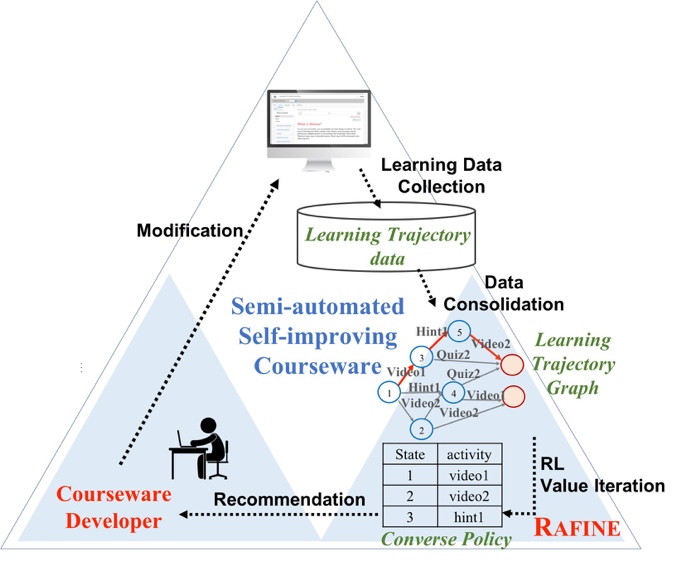 Learning Data
Collection
Modification
Learning Trajectory
data
Data
Consolidation
Semi-automated
Self-improving
Courseware
Hint1
5
Video2
3
Quiz2
Video1
Quiz2
1
Hint1
4
Video1
Video2
Video2
2
Learning
Trajectory
Graph
State activity
1 video1
2 video2
3 hint1
RL
Value Iteration
Courseware
Developer
Recommendation
RAFINE
Converse Policy